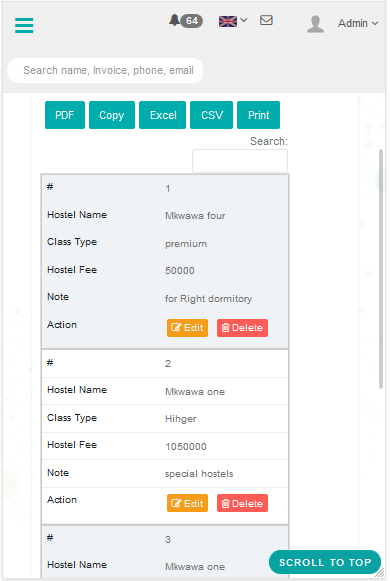 64
Admin
Search name, Invoice, phone, email
PDF Copy Excel CSV Print
Search:
# 1
Hostel Name Mkwawa four
Class Type premium
Hostel Fee 50000
Note for Right dormitory
Action Edit Delete
# 2
Hostel Name Mkwawa one
Class Type Hihger
Hostel Fee 1050000
Note special hostels
Action Edit Delete
# 3
Hostel Name Mkwawa one
SCROLL TO TOP